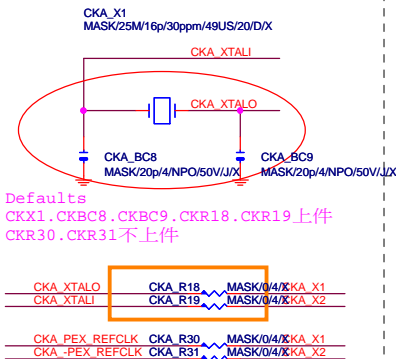 CKA_X1
MASK/25M/16p/30ppm/49US/20/D/X
CKA_XTALI
CKA_XTALO
CKA_BC8 CKA_BC9
MASK/20p/4/NPO/50V/J/X MASK/20p/4/NPO/50V/J/X
Defaults
CKX1.CKBC8.CKBC9.CKR18.CKR19上件
CKR30.CKR31不上件
CKA_XTALO CKA_R18 MASK/0/4/X CKA_X1
CKA_XTALI CKA_R19 MASK/0/4/X CKA_X2
CKA_PEX_REFCLK CKA_R30 MASK/0/4/X CKA_X1
CKA_-PEX_REFCLK CKA_R31 MASK/0/4/X CKA_X2